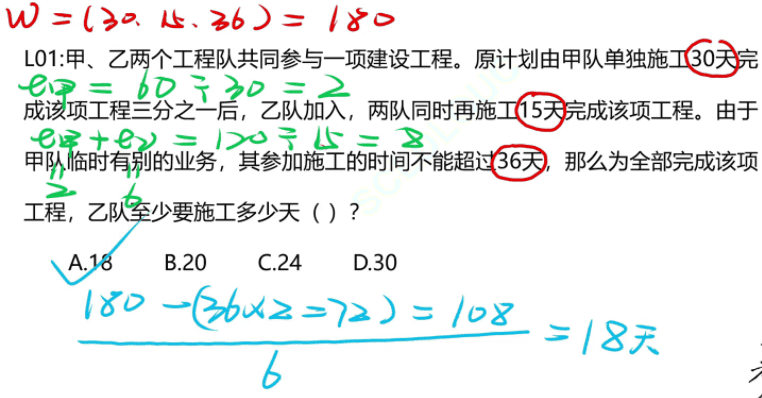 W=(30.15.36)=180
L01:甲、乙两个工程队共同参与一项建设工程。原计划由甲队单独施工30天完
e甲=60÷30=2
成该项工程三分之一后，乙队加入，两队同时再施工15天完成该项工程。由于
e甲+e乙=120÷15=8
甲队临时有别的业务，其参加施工的时间不能超过36天，那么为全部完成该项
2 6
工程，乙队至少要施工多少天（）？
A.18 B.20 C.24 D.30
180-(36×2=72)=108
=18天
6